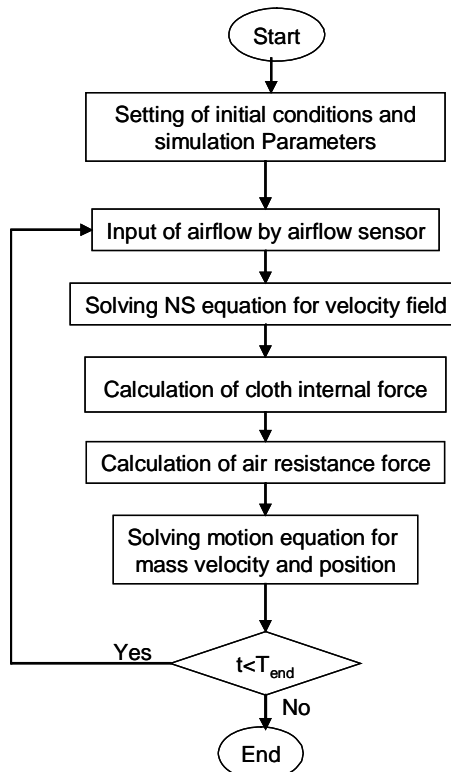 Start
Setting of initial conditions and
simulation Parameters
Input of airflow by airflow sensor
Solving NS equation for velocity field
Calculation of cloth internal force
Calculation of air resistance force
Solving motion equation for
mass velocity and position
Yes
t<T_end
No
End